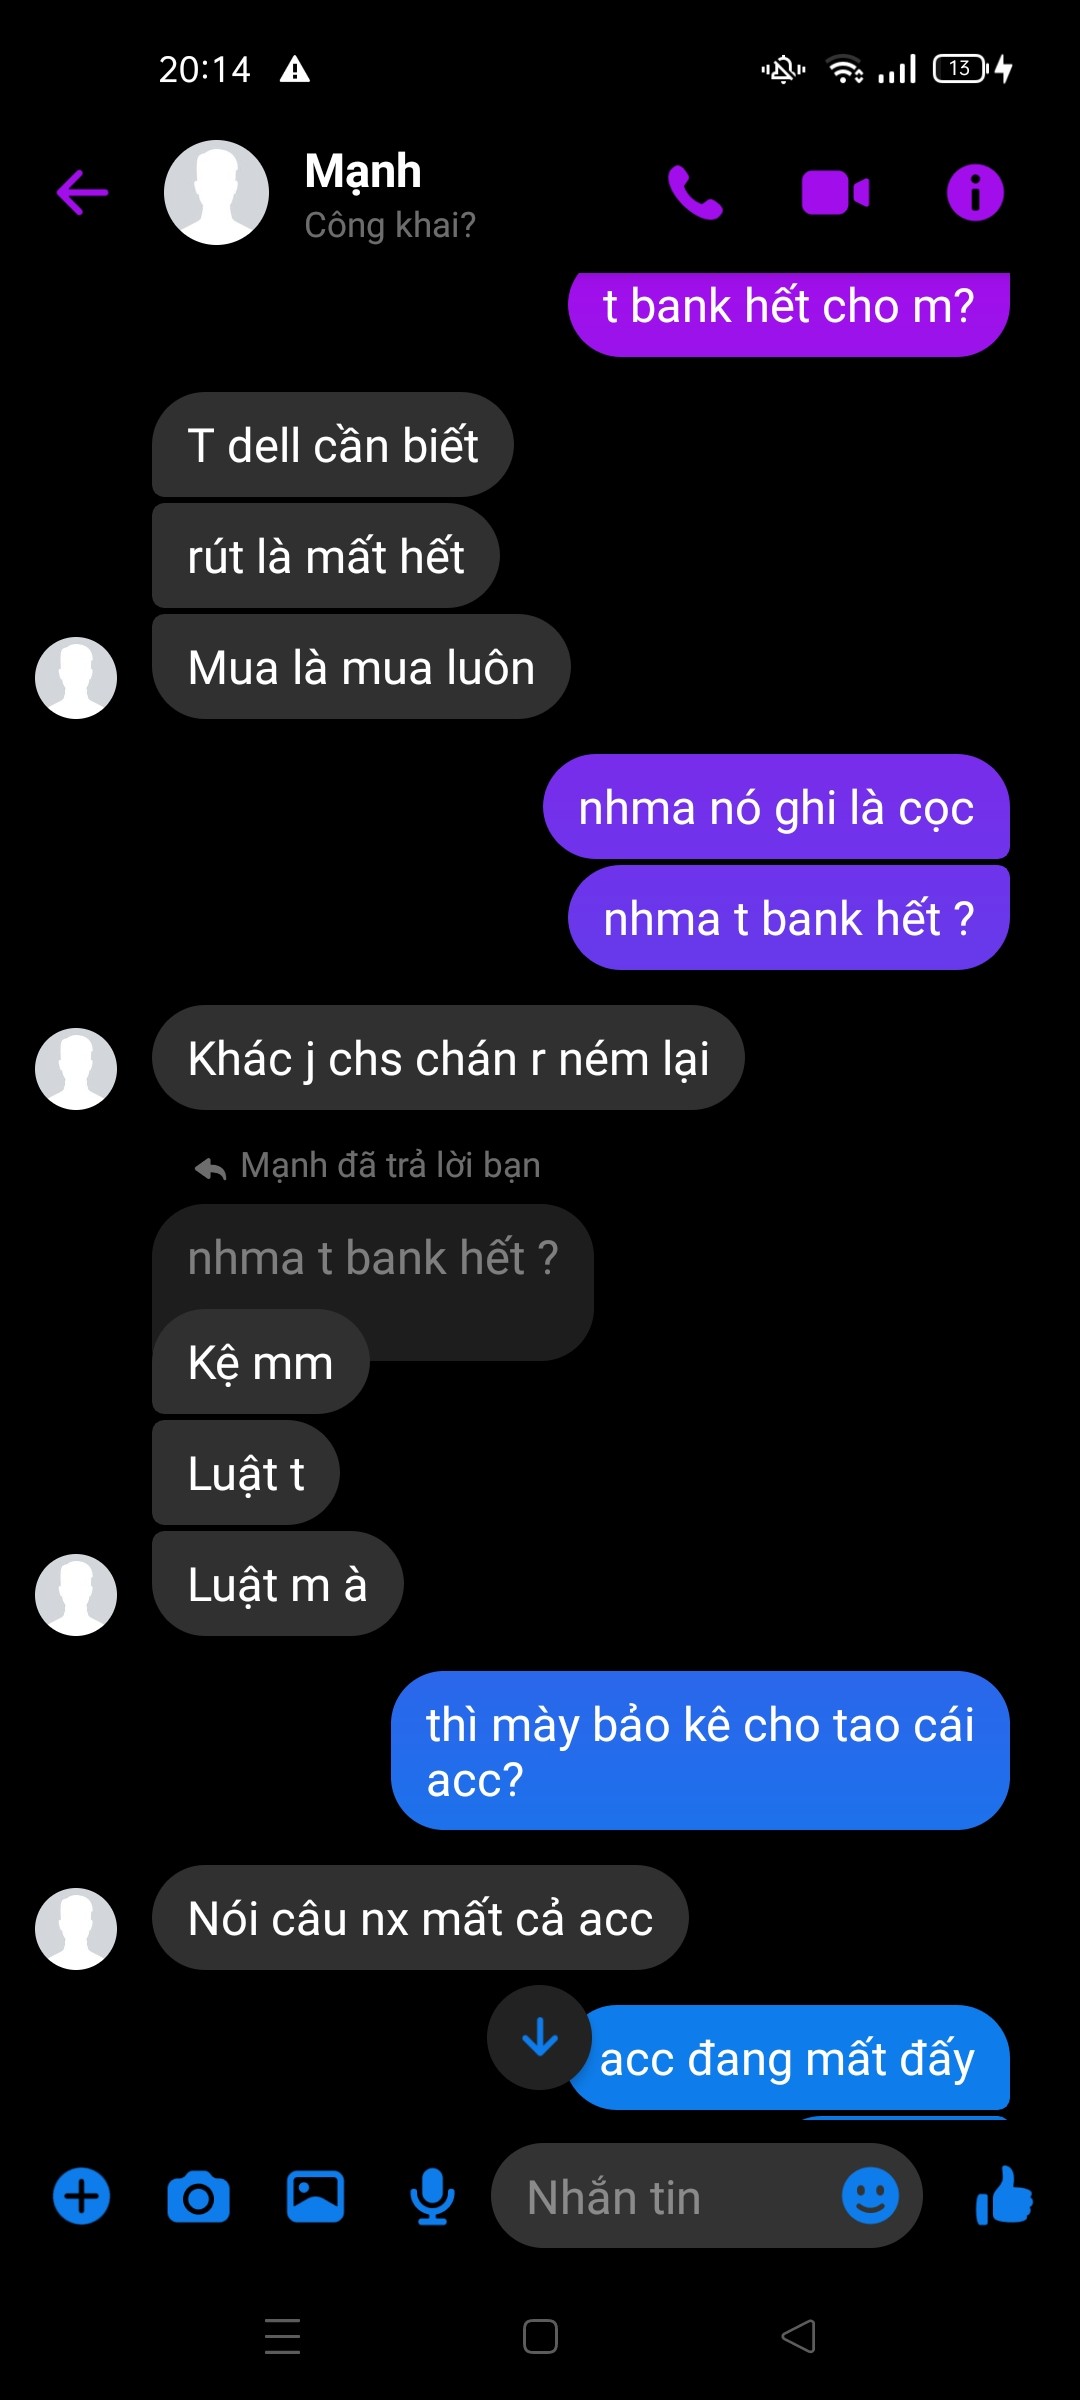 20:14
13
Mạnh
Công khai?
t bank hết cho m?
T dell cần biết
rút là mất hết
Mua là mua luôn
nhma nó ghi là cọc
nhma t bank hết ?
Khác j chs chán r ném lại
Mạnh đã trả lời bạn
nhma t bank hết ?
Kệ mm
Luật t
Luật m à
thì mày bảo kê cho tao cái
acc?
Nói câu nx mất cả acc
acc đang mất đấy
Nhắn tin